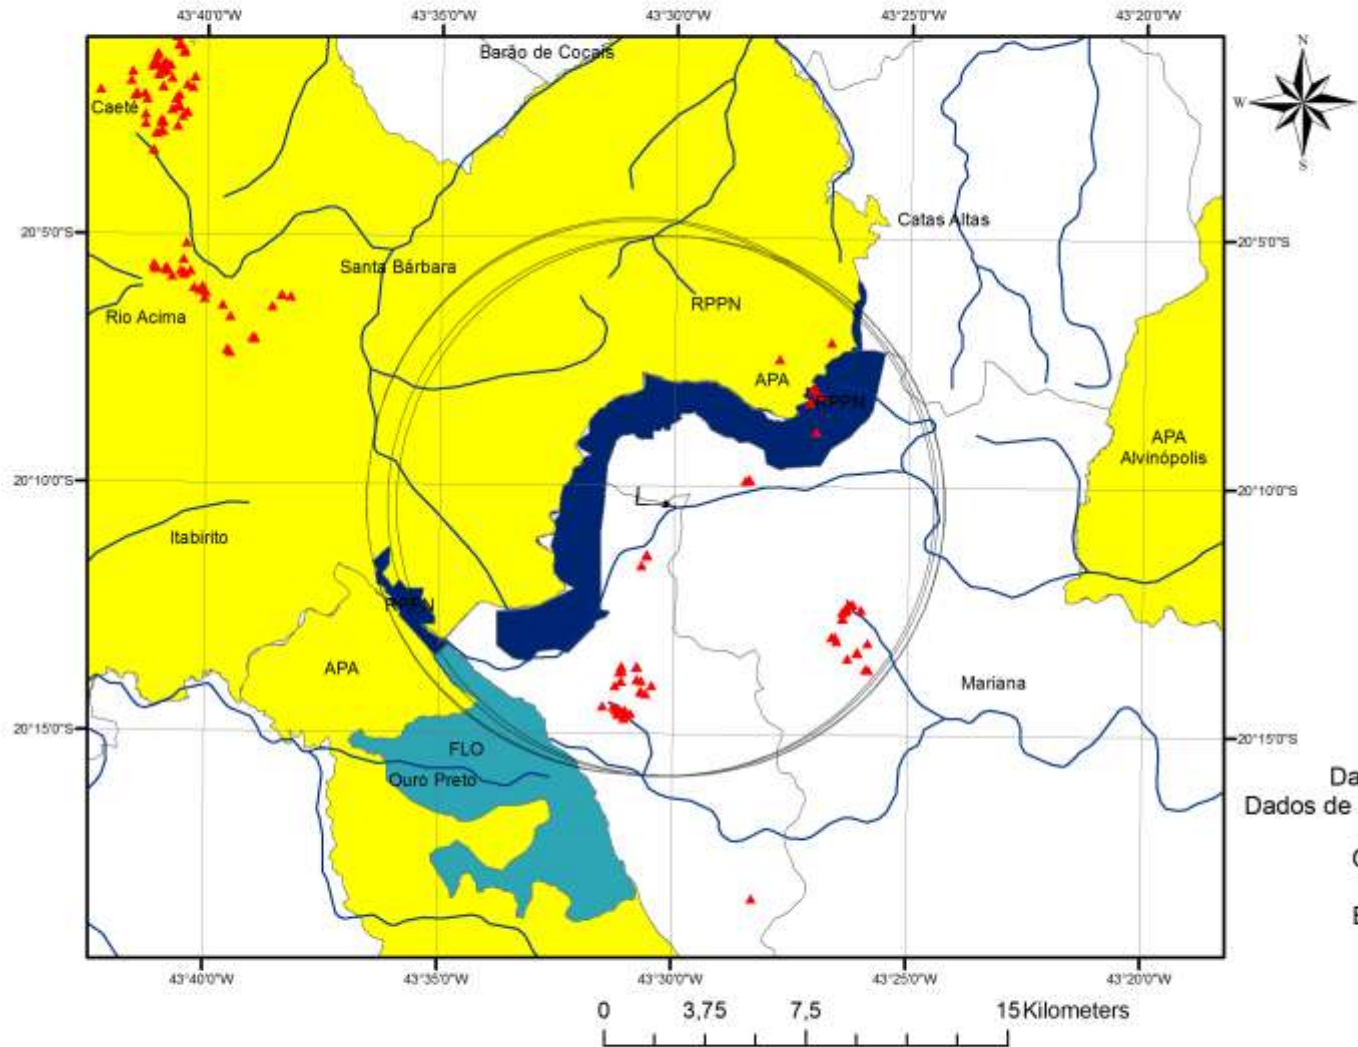 43°40'0"W
43°35'0"W
43°30'0"W
43°25'0"W
43°20'0"W
N
W
S
Barão de Cocais
Caeté
Catas Altas
20°5'0"S
20°5'0"S
Santa Bárbara
RPPN
Rio Acima
APA
RPPN
APA
Alvinópolis
20°10'0"S
20°10'0"S
Itabirito
RPPN
APA
Mariana
20°15'0"S
20°15'0"S
FLO
Ouro Preto
Da
Dados de
43°40'0"W
43°35'0"W
43°30'0"W
43°25'0"W
43°20'0"W
0 3,75 7,5 15 Kilometers